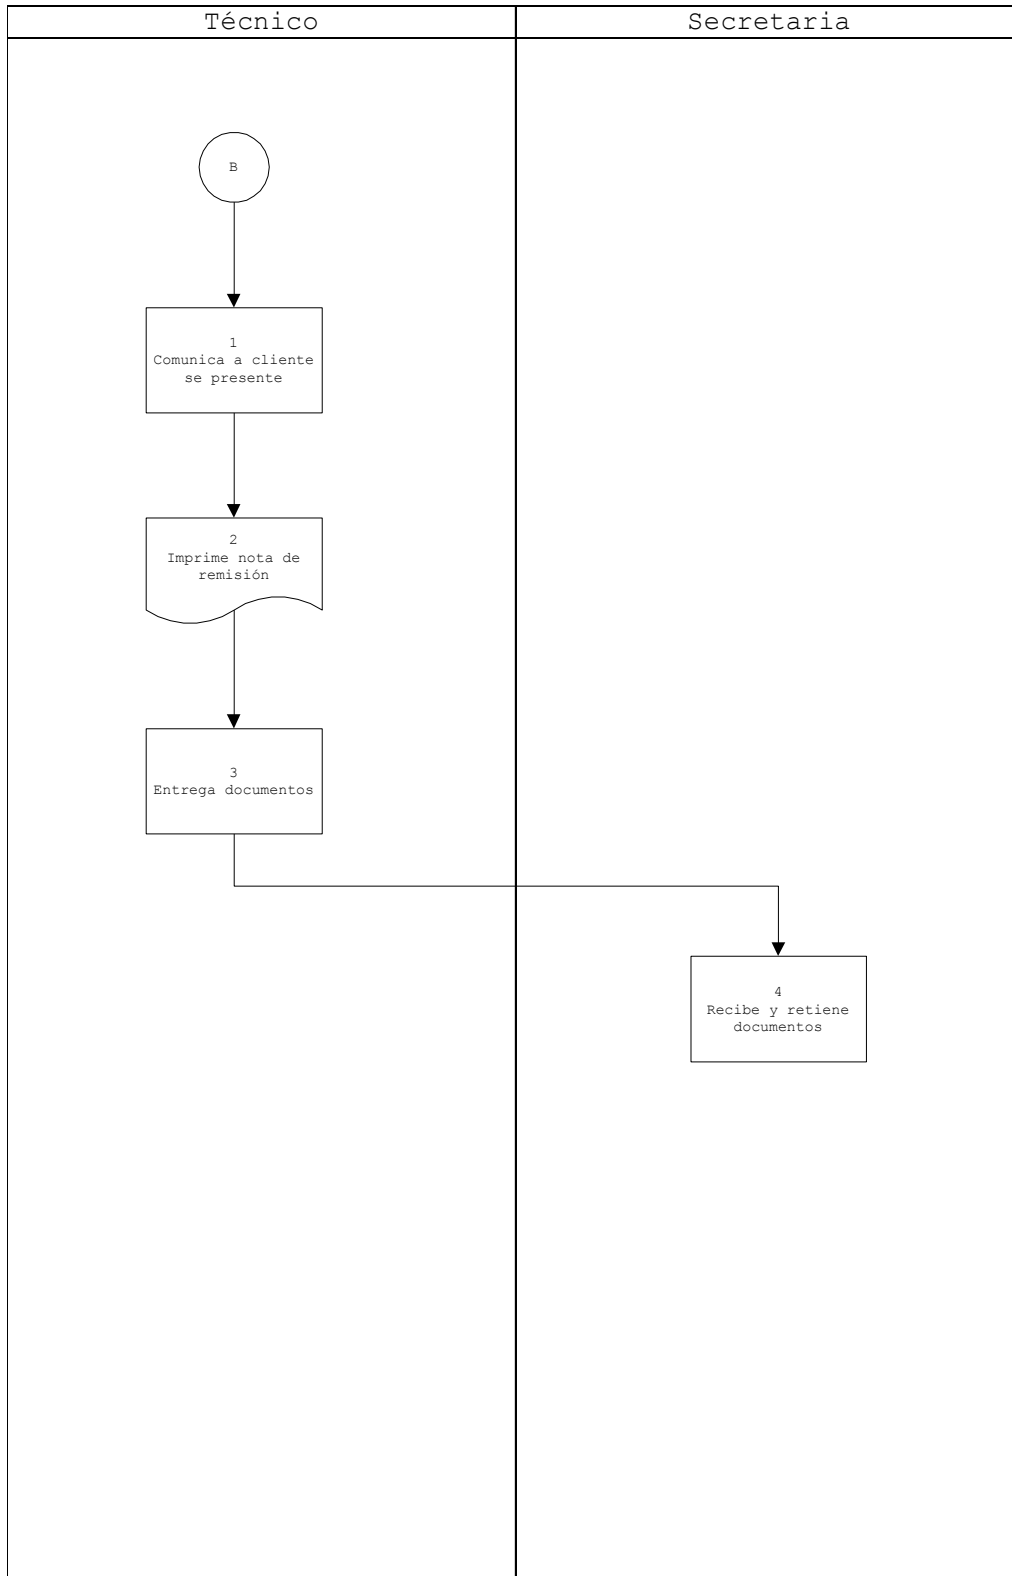 Técnico
Secretaria
B
1
Comunica a cliente
se presente
2
Imprime nota de
remisión
3
Entrega documentos
4
Recibe y retiene
documentos